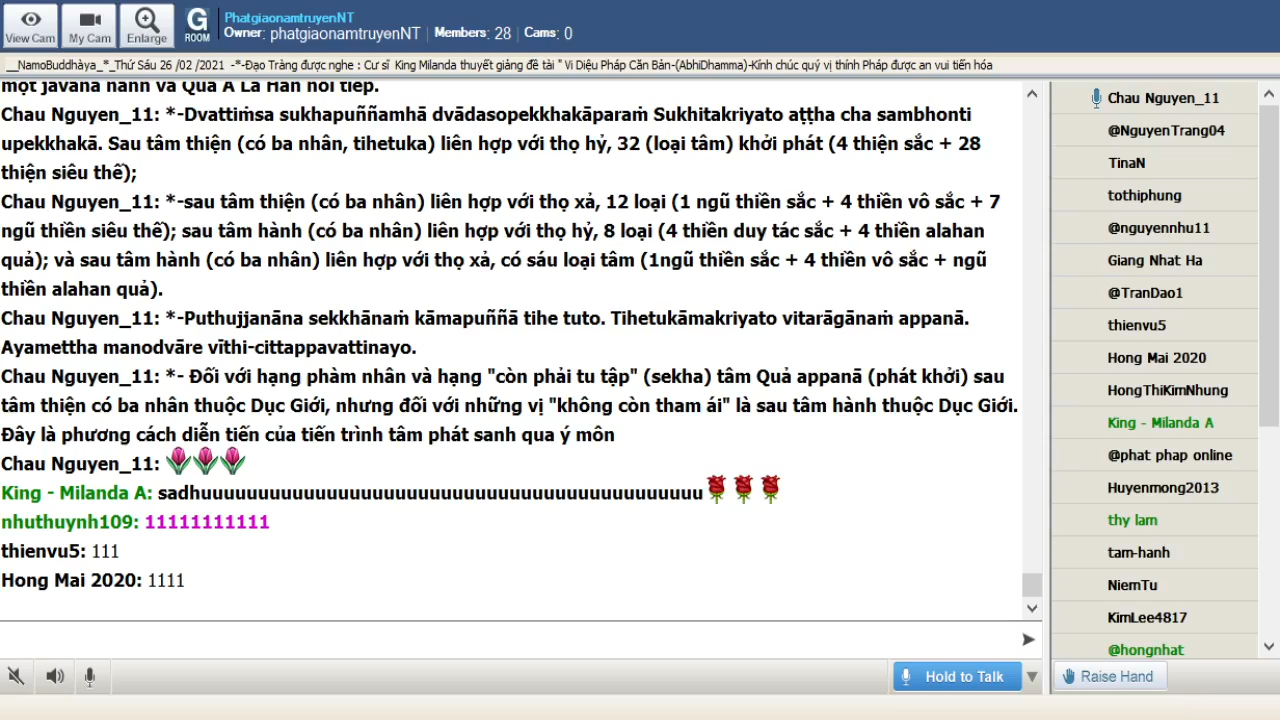 View Cam
My Cam
Enlarge
G
ROOM
PhatgiaonamtruyenNT
Owner: phatgiaonamtruyenNT | Members: 28 | Cams: 0
__NamoBuddhàya_*_Thứ Sáu 26 /02 /2021 -*-Đạo Tràng được nghe : Cư sĩ King Milanda thuyết giảng đề tài " Vi Diệu Pháp Căn Bản-(AbhiDhamma)-Kính chúc quý vị thính Pháp được an vui tiến hóa
một javana hành và Quả A La Hán nối tiếp.
Chau Nguyen_11: *-Dvattiṁsa sukhapuññamhā dvādasopekkhakāparaṁ Sukhitakriyato aṭṭha cha sambhonti
upekkhakā. Sau tâm thiện (có ba nhân, tihetuka) liên hợp với thọ hỷ, 32 (loại tâm) khởi phát (4 thiện sắc + 28
thiện siêu thế);
Chau Nguyen_11: *-sau tâm thiện (có ba nhân) liên hợp với thọ xả, 12 loại (1 ngũ thiền sắc + 4 thiền vô sắc + 7
ngũ thiền siêu thế); sau tâm hành (có ba nhân) liên hợp với thọ hỷ, 8 loại (4 thiền duy tác sắc + 4 thiền alahan
quả); và sau tâm hành (có ba nhân) liên hợp với thọ xả, có sáu loại tâm (1ngũ thiền sắc + 4 thiền vô sắc + ngũ
thiền alahan quả).
Chau Nguyen_11: *-Puthujjanāna sekkhānaṁ kāmapuññā tihe tuto. Tihetukāmakriyato vitarāgānaṁ appanā.
Ayamettha manodvāre vīthi-cittappavattinayo.
Chau Nguyen_11: *- Đối với hạng phàm nhân và hạng "còn phải tu tập" (sekha) tâm Quả appanā (phát khởi) sau
tâm thiện có ba nhân thuộc Dục Giới, nhưng đối với những vị "không còn tham ái" là sau tâm hành thuộc Dục Giới.
Đây là phương cách diễn tiến của tiến trình tâm phát sanh qua ý môn
Chau Nguyen_11:
King - Milanda A: sadhuuuuuuuuuuuuuuuuuuuuuuuuuuuuuuuuuuuuuuuuuuuu
nhuthuynh109: 11111111111
thienvu5: 111
Hong Mai 2020: 1111
Hold to Talk
Chau Nguyen_11
@NguyenTrang04
TinaN
tothiphung
@nguyennhu11
Giang Nhat Ha
@TranDao1
thienvu5
Hong Mai 2020
HongThiKimNhung
King - Milanda A
@phat phap online
Huyenmong2013
thy lam
tam-hanh
NiemTu
KimLee4817
@hongnhat
Raise Hand